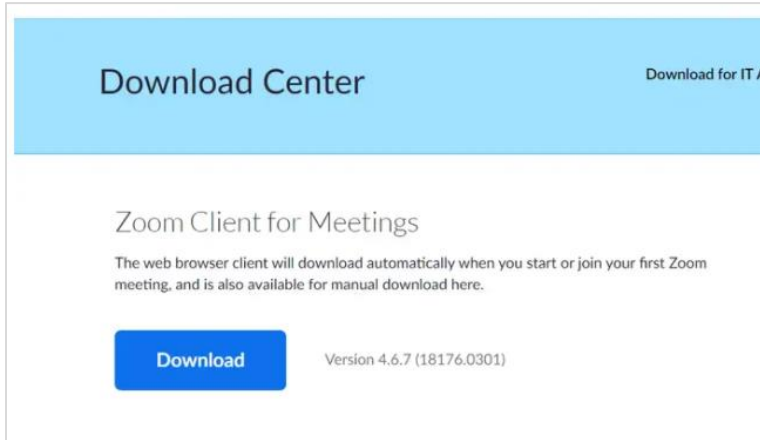 Download Center
Download for IT A
Zoom Client for Meetings
The web browser client will download automatically when you start or join your first Zoom
meeting, and is also available for manual download here.
Download
Version 4.6.7 (18176.0301)